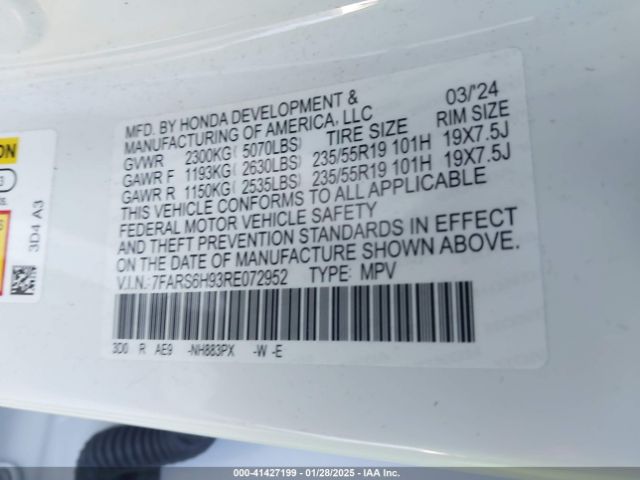 MFD. BY HONDA DEVELOPMENT & 03/'24
MANUFACTURING OF AMERICA, LLC
GVWR 2300KG( 5070LBS) TIRE SIZE RIM SIZE
GAWR F 1193KG( 2630LBS) 235/55R19 101H 19X7.5J
GAWR R 1150KG( 2535LBS) 235/55R19 101H 19X7.5J
THIS VEHICLE CONFORMS TO ALL APPLICABLE
FEDERAL MOTOR VEHICLE SAFETY
AND THEFT PREVENTION STANDARDS IN EFFECT
ON THE DATE OF MANUFACTURE SHOWN ABOVE.
V.I.N.:7FARS6H93RE072952 TYPE: MPV
3D0 R AE9 -NH883PX -W -E
3D4 A3
000-41427199 | 01/28/2025 - IAA Inc.